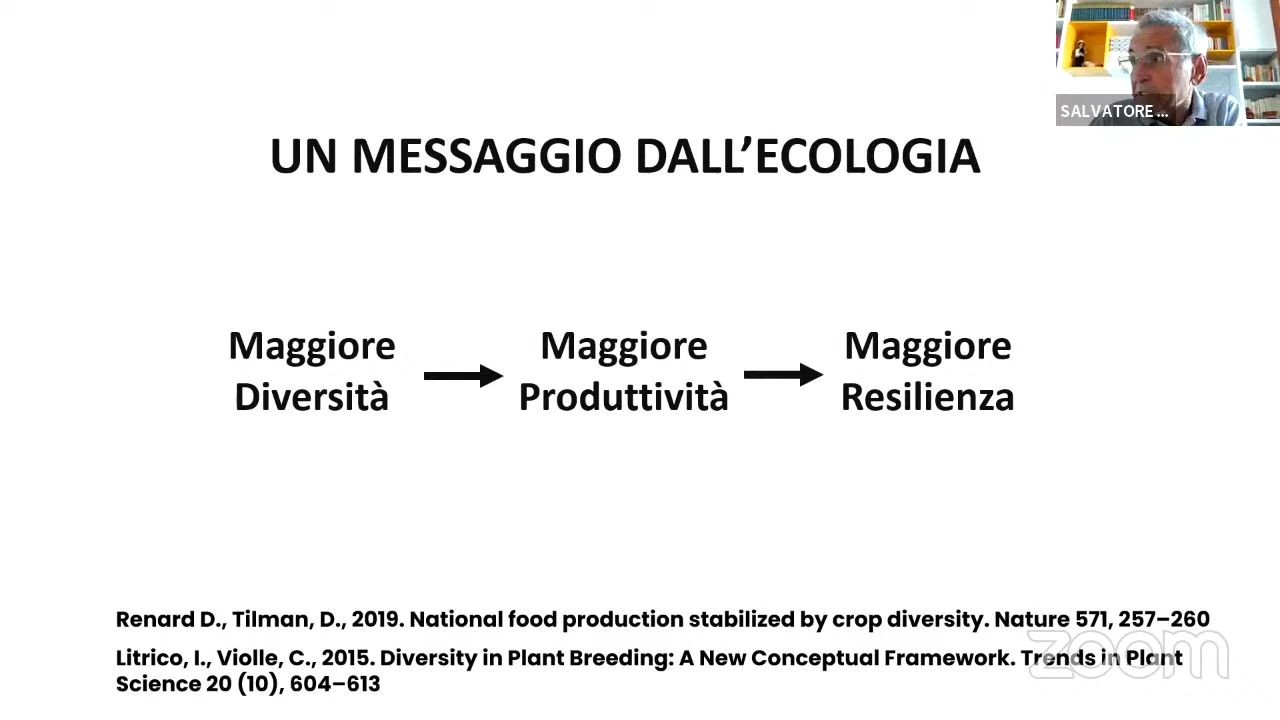 SALVATORE ...
UN MESSAGGIO DALL’ECOLOGIA
Maggiore
Diversità
Maggiore
Produttività
Maggiore
Resilienza
Renard D., Tilman, D., 2019. National food production stabilized by crop diversity. Nature 571, 257–260
Litrico, I., Violle, C., 2015. Diversity in Plant Breeding: A New Conceptual Framework. Trends in Plant
Science 20 (10), 604–613
zoom